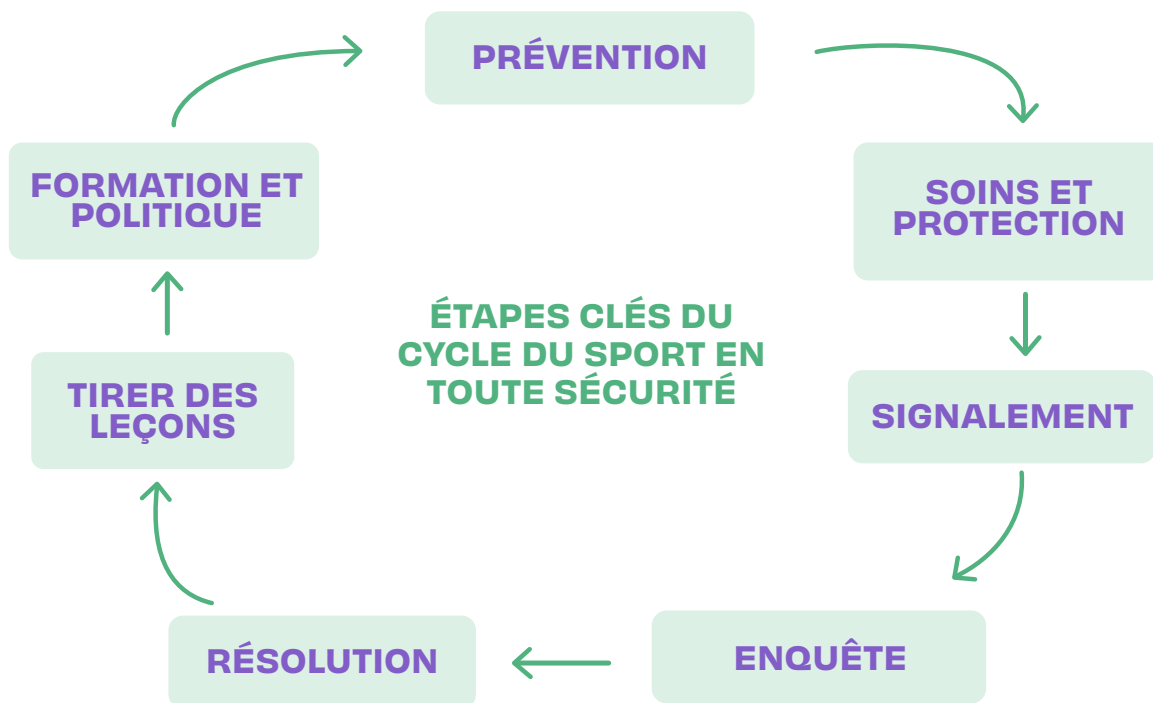 PRÉVENTION
SOINS ET
PROTECTION
SIGNALEMENT
ENQUÊTE
RÉSOLUTION
TIRER DES
LEÇONS
FORMATION ET
POLITIQUE
ÉTAPES CLÉS DU
CYCLE DU SPORT EN
TOUTE SÉCURITÉ